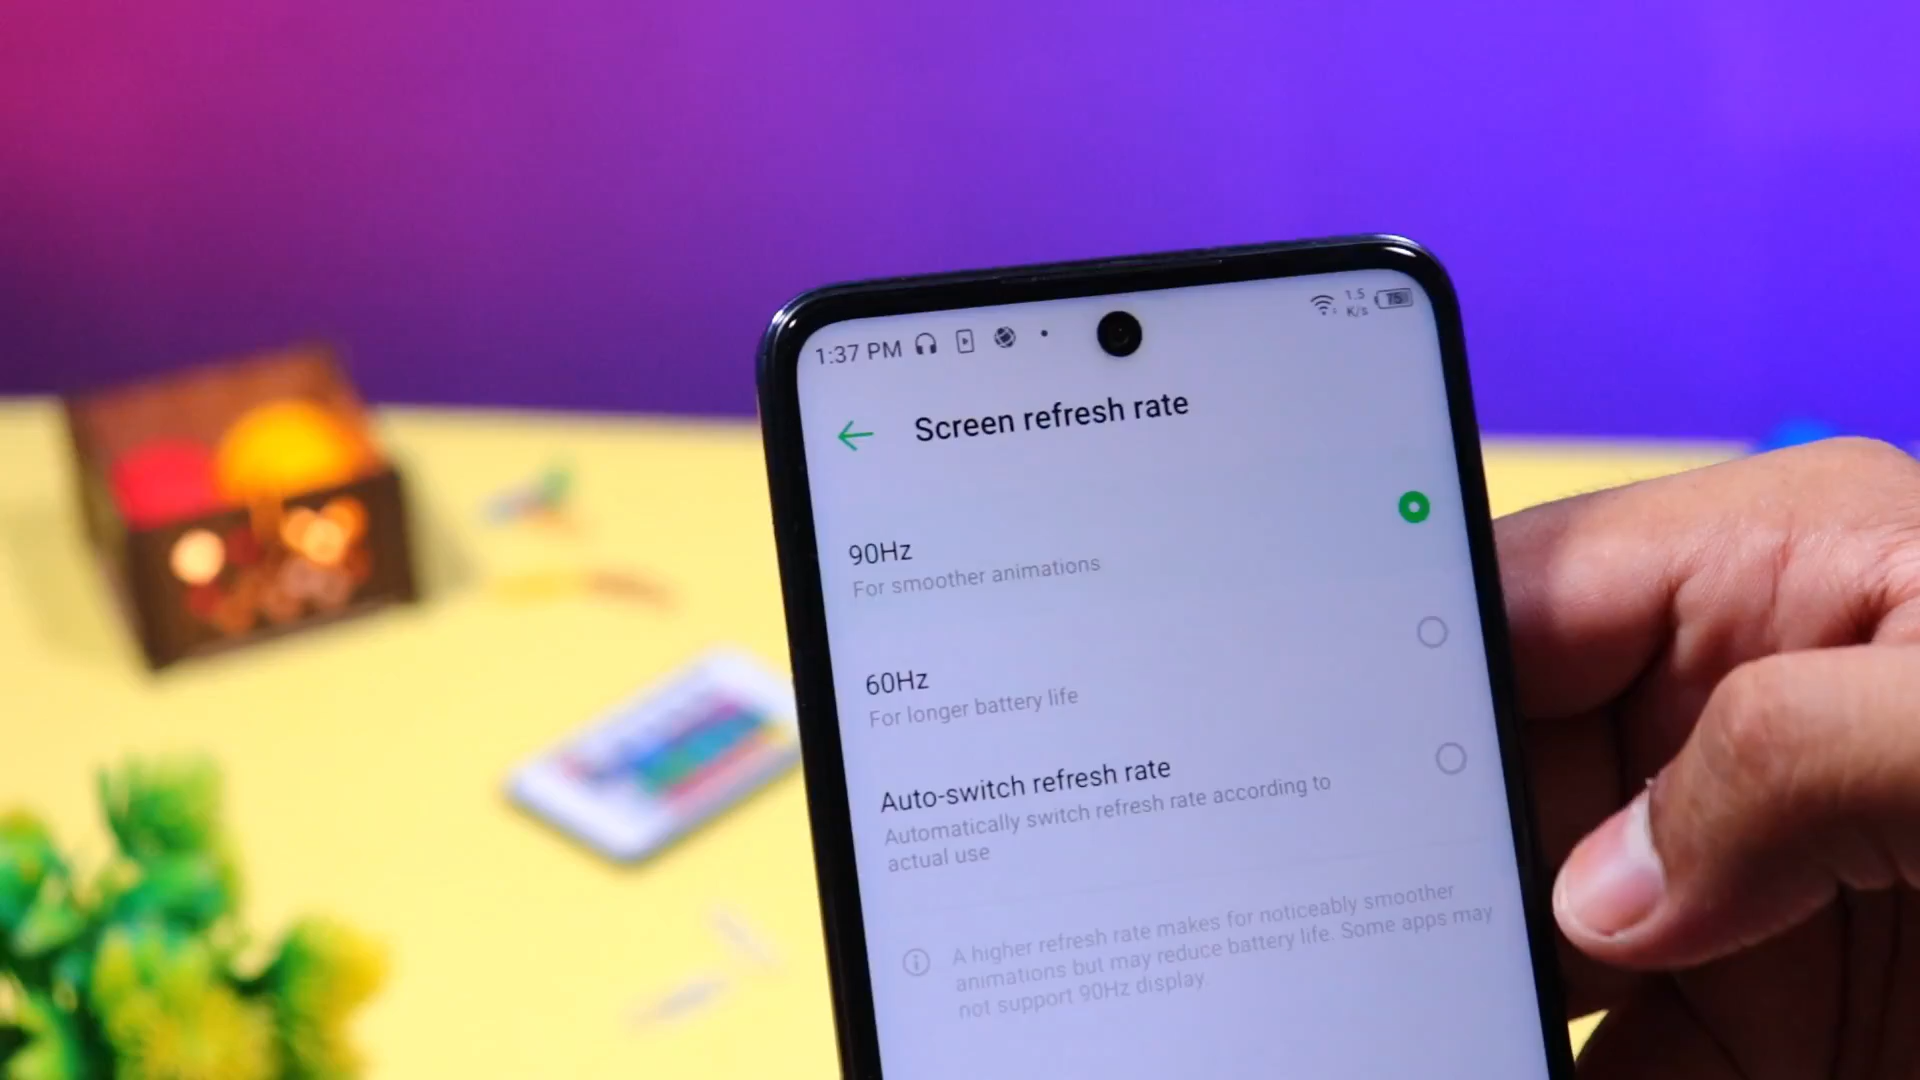 1:37 PM
1.5
K/s
75
Screen refresh rate
90Hz
For smoother animations
60Hz
For longer battery life
Auto-switch refresh rate
Automatically switch refresh rate according to
actual use
A higher refresh rate makes for noticeably smoother
animations but may reduce battery life. Some apps may
not support 90Hz display.